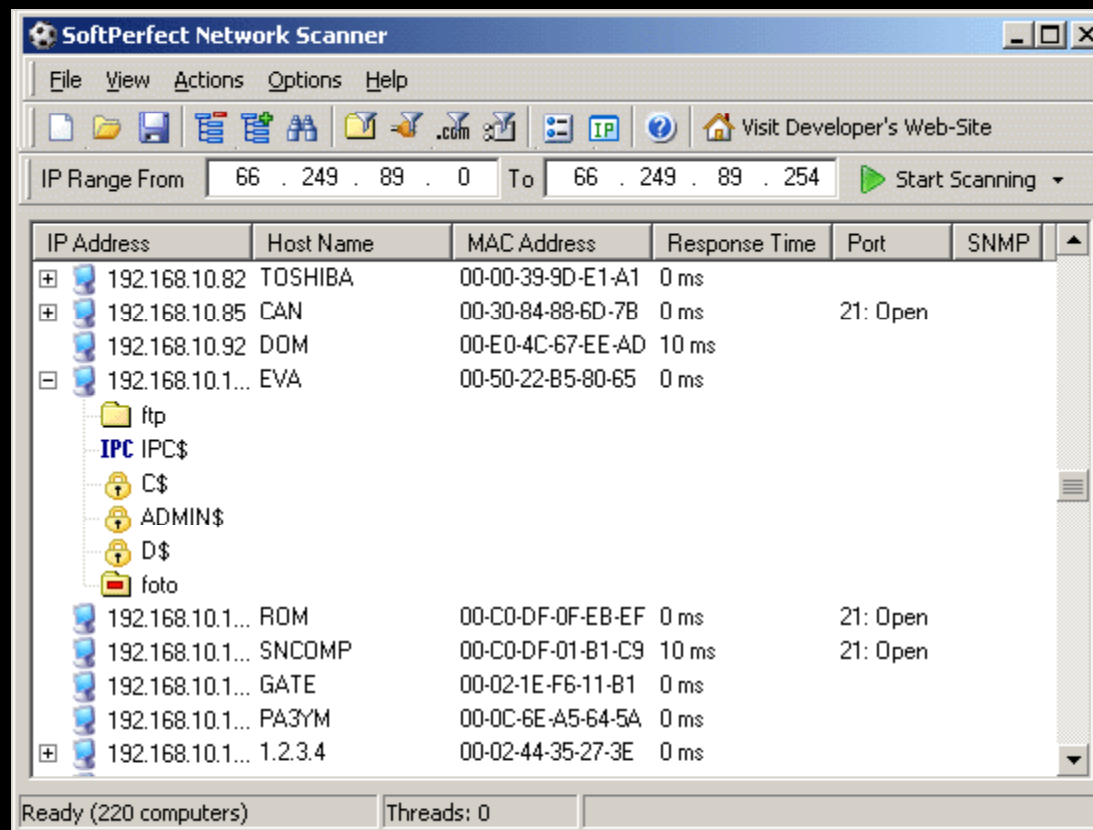 SoftPerfect Network Scanner
File View Actions Options Help
.com IP ? Visit Developer's Web-Site
IP Range From 66 . 249 . 89 . 0 To 66 . 249 . 89 . 254 Start Scanning
IP Address Host Name MAC Address Response Time Port SNMP
192.168.10.82 TOSHIBA 00-00-39-9D-E1-A1 0 ms
192.168.10.85 CAN 00-30-84-88-6D-7B 0 ms 21: Open
192.168.10.92 DOM 00-E0-4C-67-EE-AD 10 ms
192.168.10.1... EVA 00-50-22-B5-80-65 0 ms
ftp
IPC IPC$
C$
ADMIN$
D$
foto
192.168.10.1... ROM 00-C0-DF-0F-EB-EF 0 ms 21: Open
192.168.10.1... SNCOMP 00-C0-DF-01-B1-C9 10 ms 21: Open
192.168.10.1... GATE 00-02-1E-F6-11-B1 0 ms
192.168.10.1... PA3YM 00-0C-6E-A5-64-5A 0 ms
192.168.10.1... 1.2.3.4 00-02-44-35-27-3E 0 ms
Ready (220 computers) Threads: 0